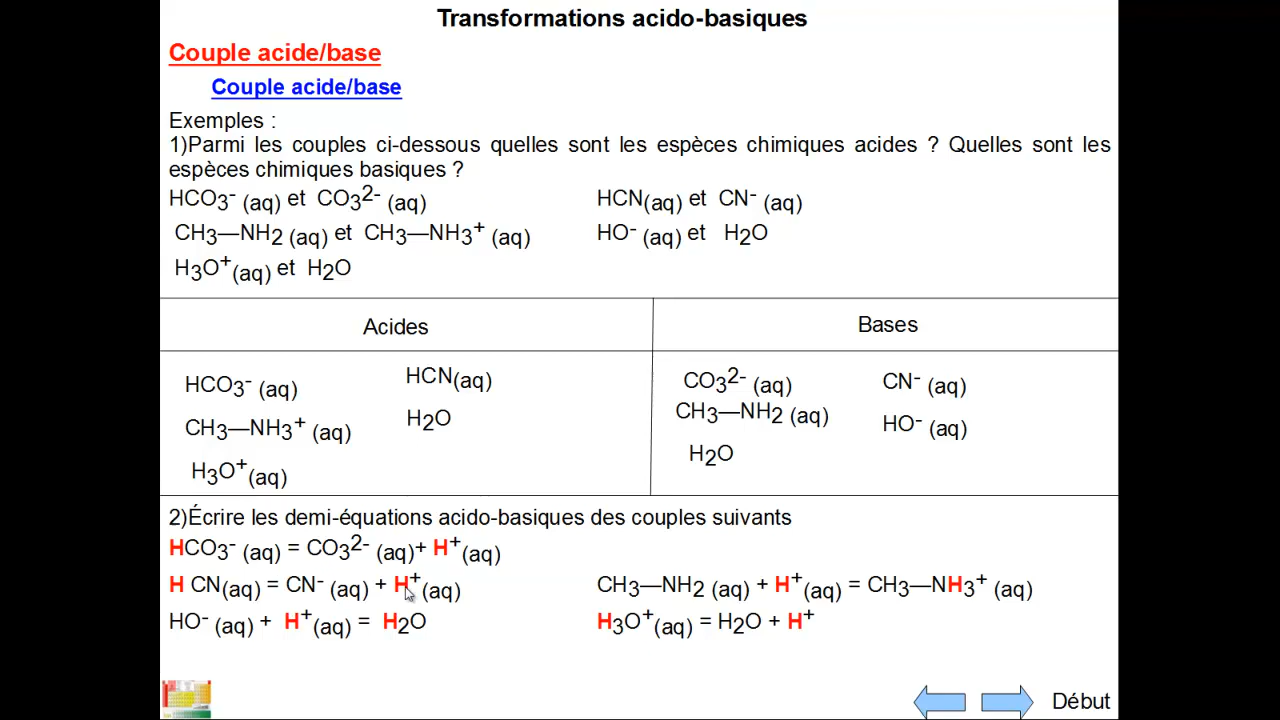 Transformations acido-basiques
Couple acide/base
Couple acide/base
Exemples :
1)Parmi les couples ci-dessous quelles sont les espèces chimiques acides ? Quelles sont les
espèces chimiques basiques ?
HCO3- (aq) et CO32- (aq) HCN(aq) et CN- (aq)
CH3—NH2 (aq) et CH3—NH3+ (aq) HO- (aq) et H2O
H3O+(aq) et H2O
Acides Bases
HCO3- (aq) HCN(aq) CO32- (aq) CN- (aq)
CH3—NH3+ (aq) H2O CH3—NH2 (aq) HO- (aq)
H3O+(aq) H2O
2)Écrire les demi-équations acido-basiques des couples suivants
HCO3- (aq) = CO32- (aq)+ H+(aq)
H CN(aq) = CN- (aq) + H+(aq) CH3—NH2 (aq) + H+(aq) = CH3—NH3+ (aq)
HO- (aq) + H+(aq) = H2O H3O+(aq) = H2O + H+
Début